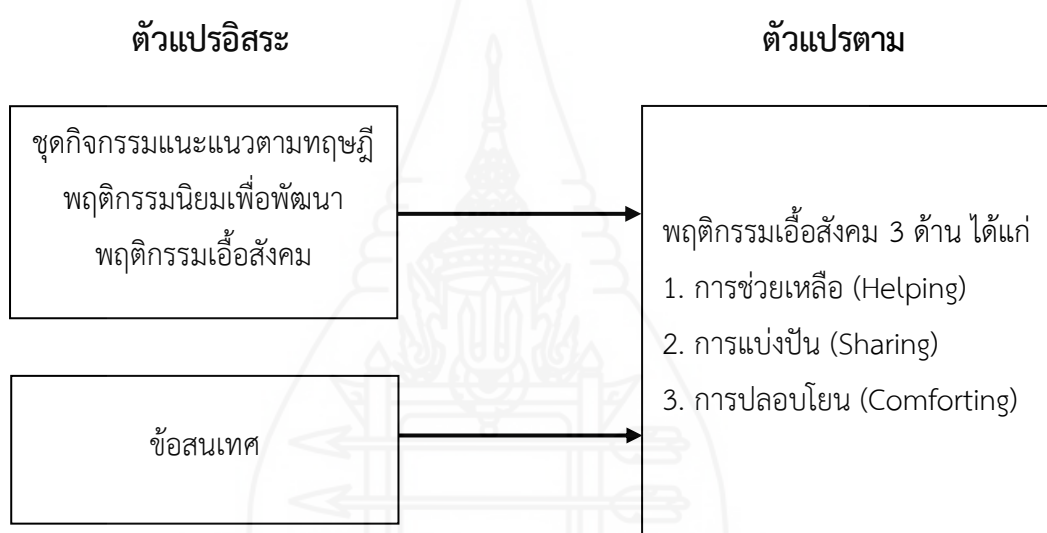 ตัวแปรอิสระ
ตัวแปรตาม
ชุดกิจกรรมแนะแนวตามทฤษฎี
พฤติกรรมนิยมเพื่อพัฒนา
พฤติกรรมเอื้อสังคม
ข้อสนเทศ
พฤติกรรมเอื้อสังคม 3 ด้าน ได้แก่
1. การช่วยเหลือ (Helping)
2. การแบ่งปัน (Sharing)
3. การปลอบโยน (Comforting)